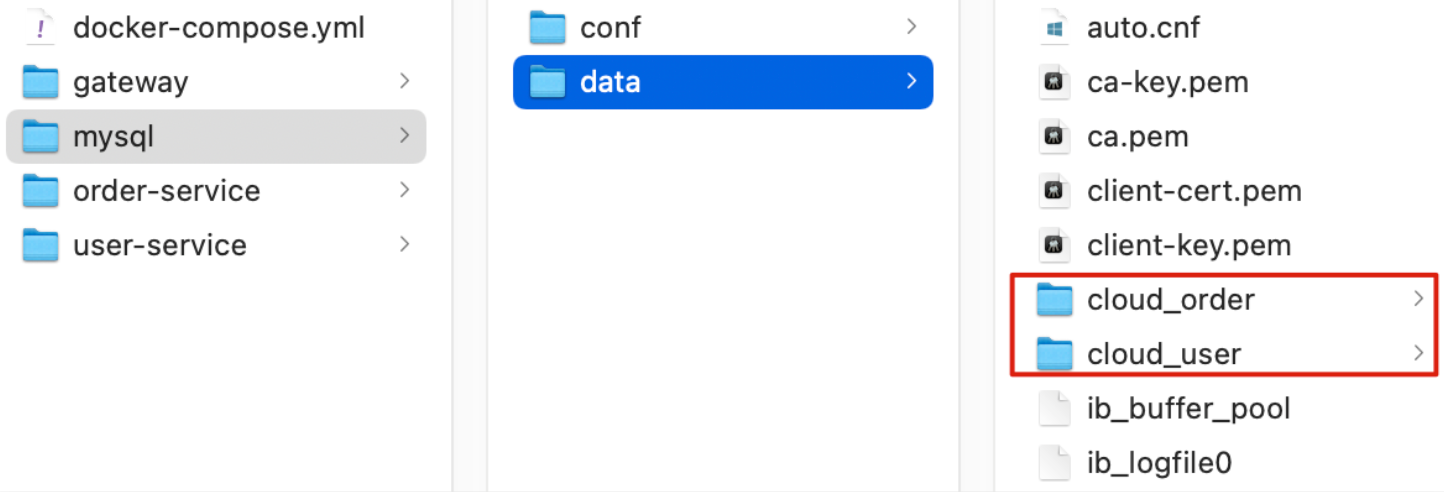 docker-compose.yml
gateway
mysql
order-service
user-service
conf
data
auto.cnf
ca-key.pem
ca.pem
client-cert.pem
client-key.pem
cloud_order
cloud_user
ib_buffer_pool
ib_logfile0